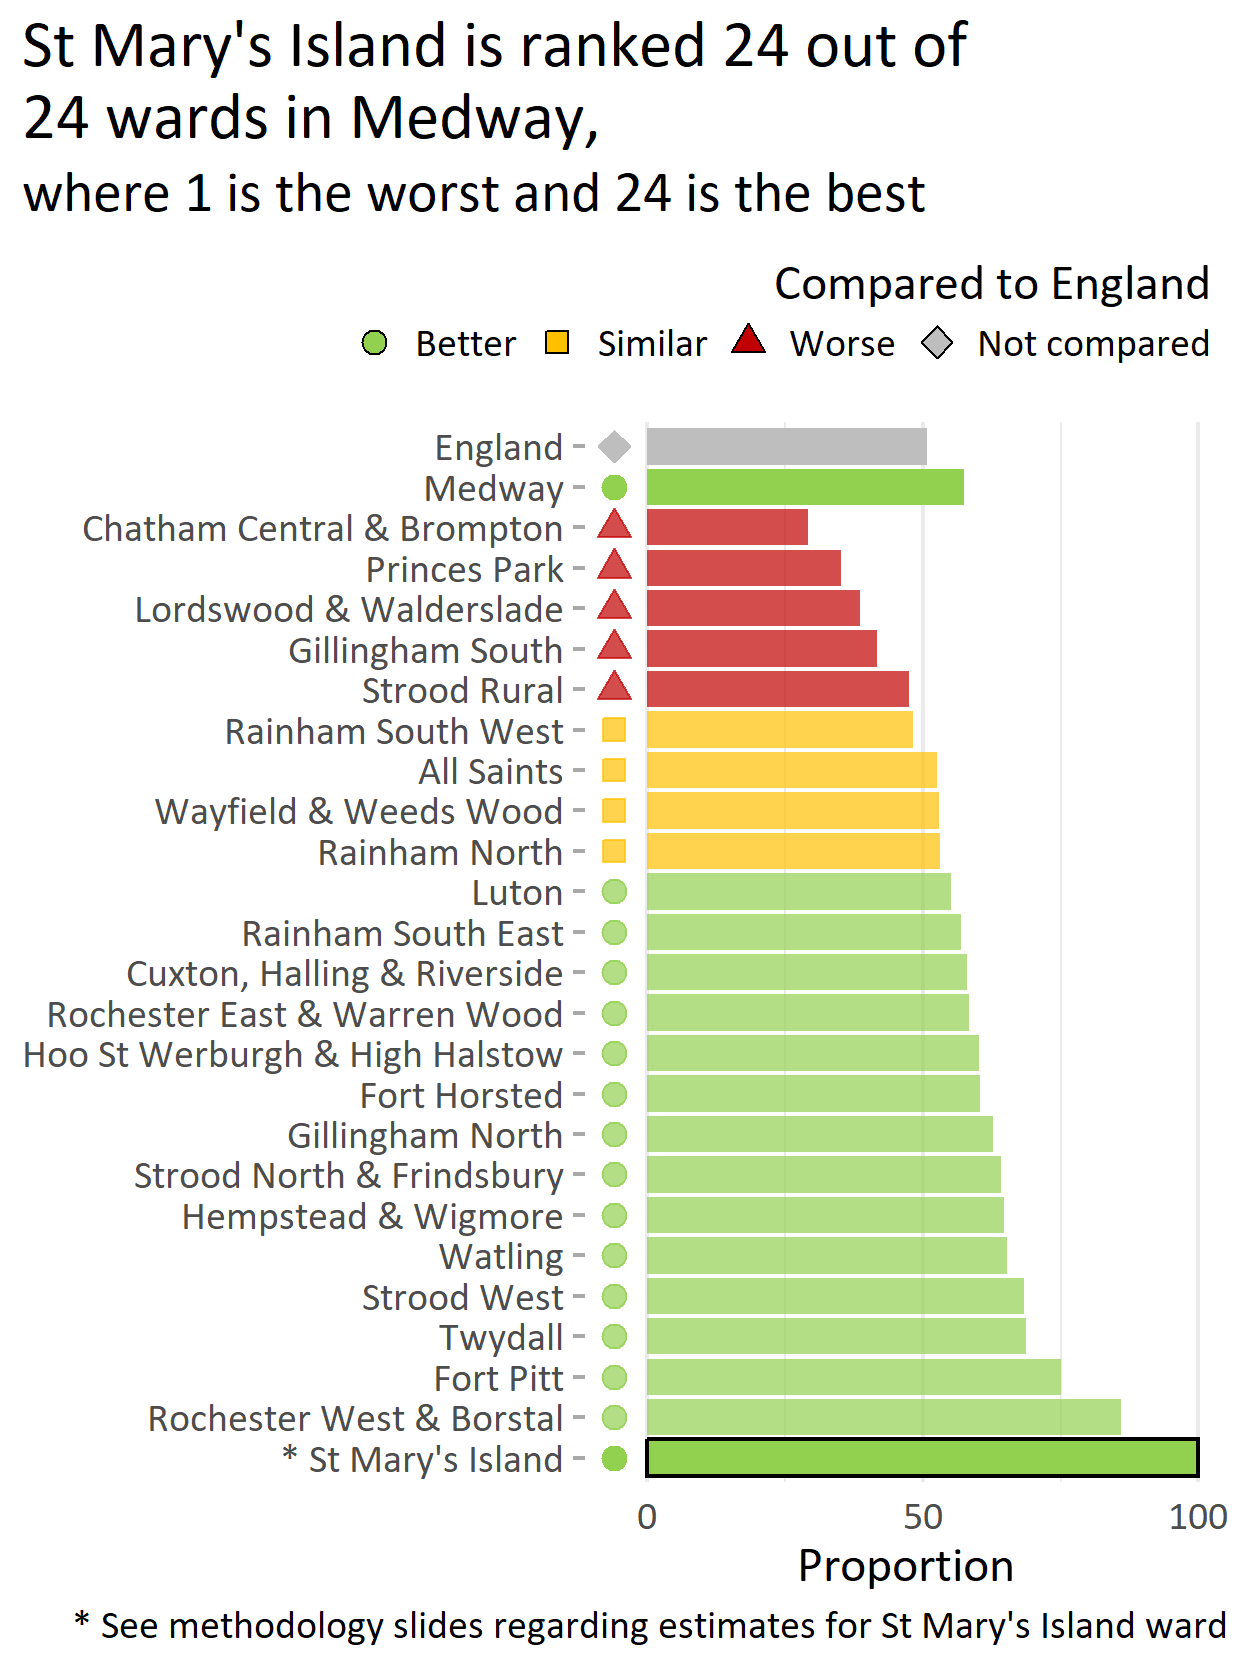 St Mary's Island is ranked 24 out of
24 wards in Medway,
where 1 is the worst and 24 is the best
Compared to England
Better Similar Worse Not compared
England
Medway
Chatham Central & Brompton
Princes Park
Lordswood & Walderslade
Gillingham South
Strood Rural
Rainham South West
All Saints
Wayfield & Weeds Wood
Rainham North
Luton
Rainham South East
Cuxton, Halling & Riverside
Rochester East & Warren Wood
Hoo St Werburgh & High Halstow
Fort Horsted
Gillingham North
Strood North & Frindsbury
Hempstead & Wigmore
Watling
Strood West
Twydall
Fort Pitt
Rochester West & Borstal
* St Mary's Island
0 50 100
Proportion
* See methodology slides regarding estimates for St Mary's Island ward